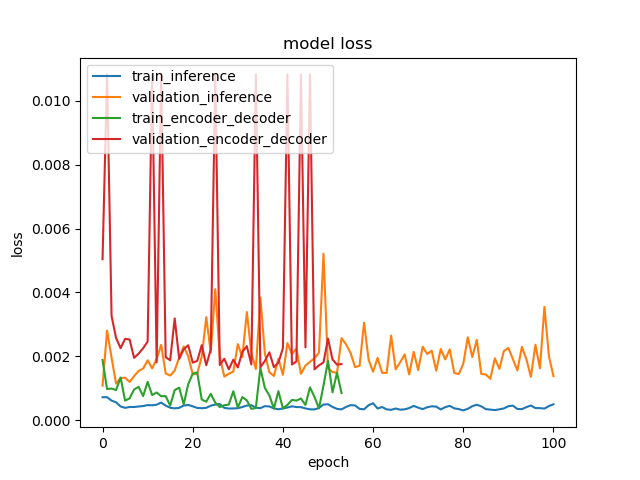 model loss
train_inference
validation_inference
train_encoder_decoder
validation_encoder_decoder
0.010
0.008
0.006
0.004
0.002
0.000
loss
0 20 40 60 80 100
epoch